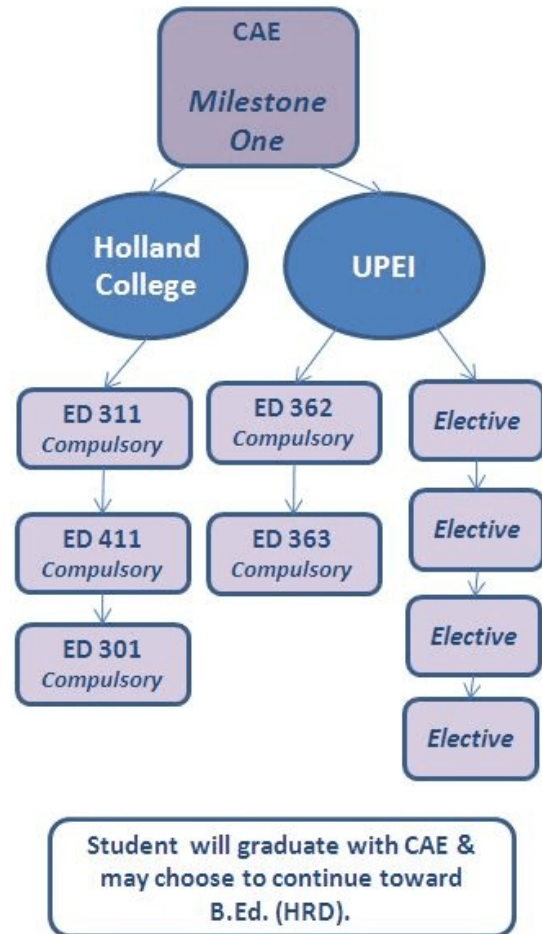 CAE
Milestone
One
Holland
College
UPEI
ED 311
Compulsory
ED 411
Compulsory
ED 301
Compulsory
ED 362
Compulsory
ED 363
Compulsory
Elective
Elective
Elective
Elective
Student will graduate with CAE &
may choose to continue toward
B.Ed. (HRD).